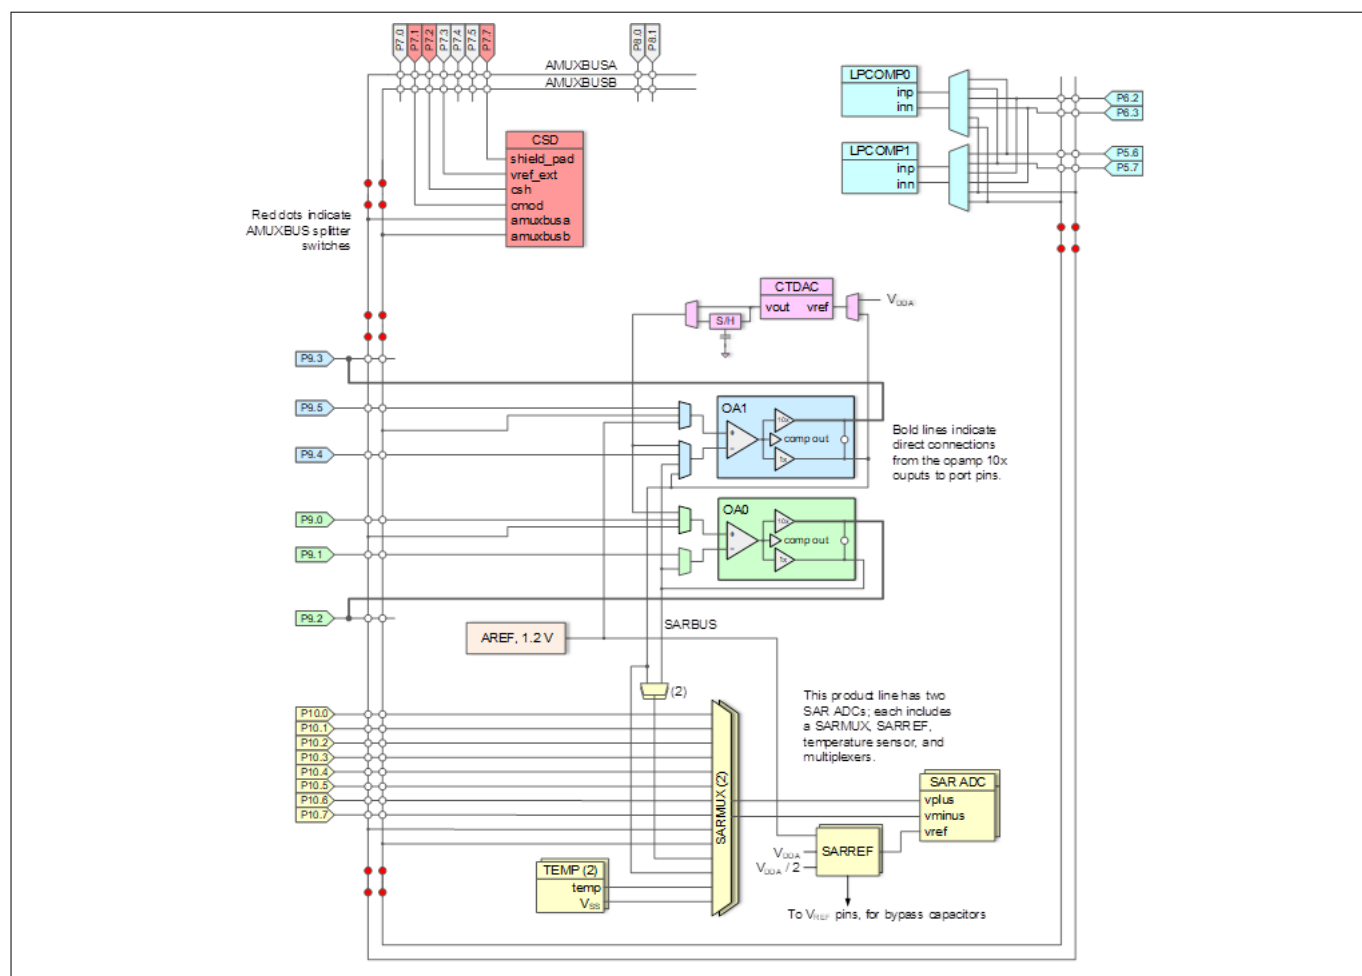 P7.0
P7.1
P7.2
P7.3
P7.4
P7.5
P7.7
P8.0
P8.1
AMUXBUSA
AMUXBUSB
LPCOMP0
inp
inn
P6.2
P6.3
LPCOMP1
inp
inn
P5.6
P5.7
CSD
shield_pad
vref_ext
csh
cmod
amuxbusa
amuxbusb
Red dots indicate
AMUXBUS splitter
switches
CTDAC
vout vref
VDDA
S/H
P9.3
P9.5
P9.4
OA1
+
-
10x
comp out
1x
Bold lines indicate
direct connections
from the opamp 10x
ouputs to port pins.
P9.0
P9.1
OA0
+
-
10x
comp out
1x
P9.2
AREF, 1.2 V
SARBUS
(2)
P10.0
P10.1
P10.2
P10.3
P10.4
P10.5
P10.6
P10.7
SARMUX (2)
This product line has two
SAR ADCs; each includes
a SARMUX, SARREF,
temperature sensor, and
multiplexers.
SAR ADC
vplus
vminus
vref
SARREF
VDDA
VDDA / 2
TEMP (2)
temp
VSS
To VREF pins, for bypass capacitors